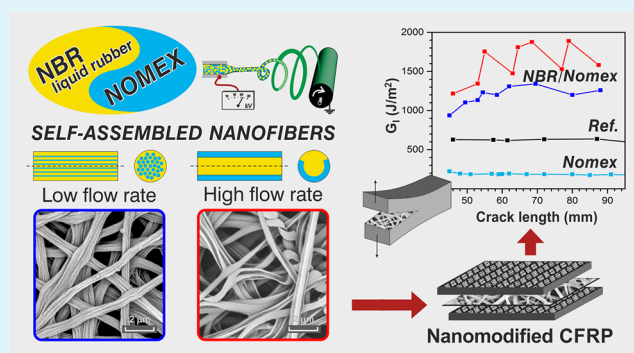 NBR
liquid rubber
NOMEX
kV
SELF-ASSEMBLED NANOFIBERS
Low flow rate
High flow rate
2 µm
2 µm
G_I (J/m²)
2000
1500
1000
500
NBR/Nomex
Ref.
Nomex
50 60 70 80 90
Crack length (mm)
Nanomodified CFRP